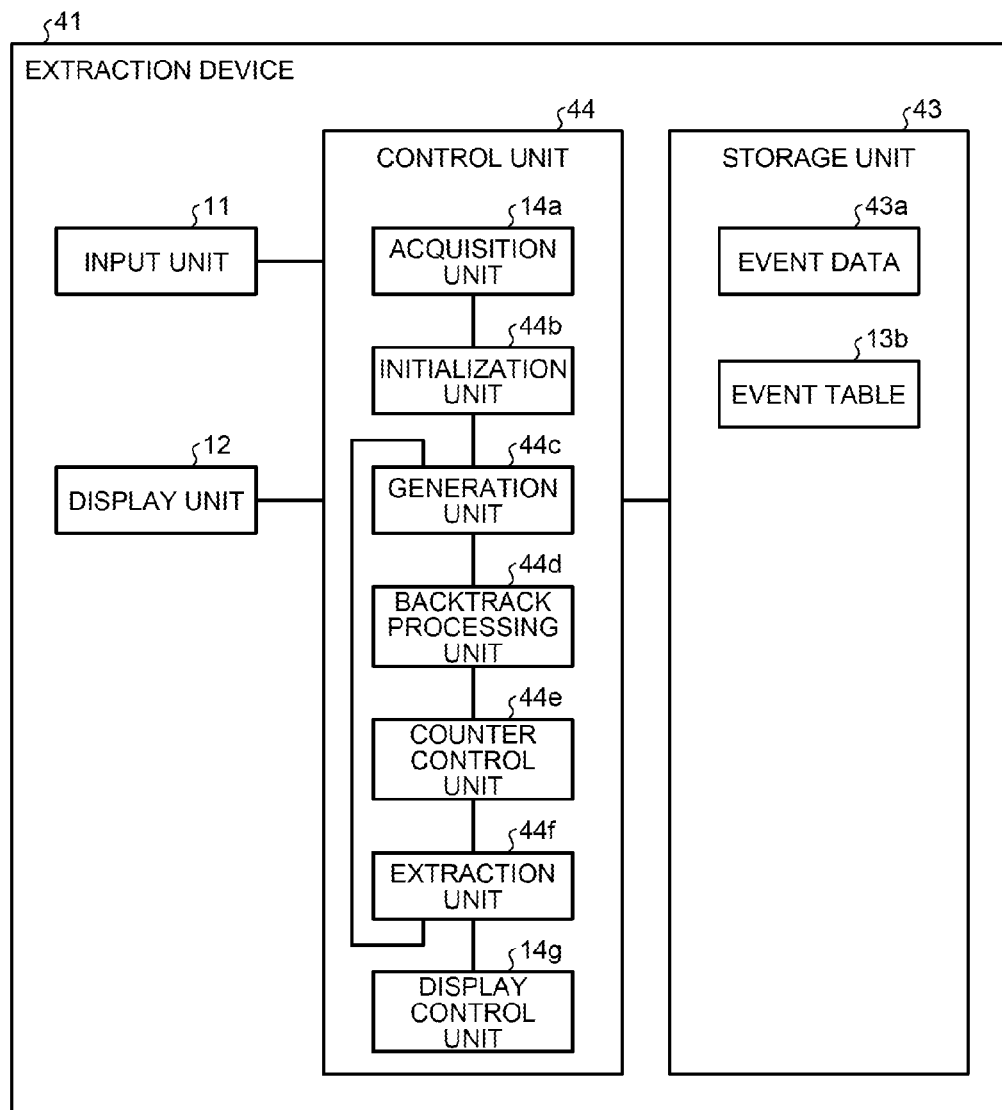 41
EXTRACTION DEVICE
44
CONTROL UNIT
43
STORAGE UNIT
11
INPUT UNIT
14a
ACQUISITION
UNIT
43a
EVENT DATA
44b
INITIALIZATION
UNIT
13b
EVENT TABLE
12
DISPLAY UNIT
44c
GENERATION
UNIT
44d
BACKTRACK
PROCESSING
UNIT
44e
COUNTER
CONTROL
UNIT
44f
EXTRACTION
UNIT
14g
DISPLAY
CONTROL
UNIT